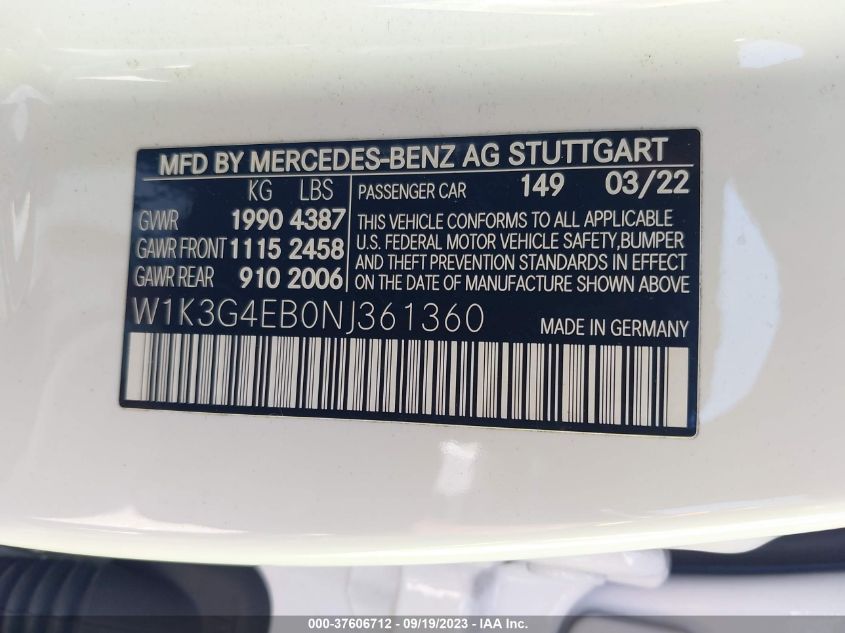 MFD BY MERCEDES-BENZ AG STUTTGART
KG LBS
GVWR 1990 4387
GAWR FRONT 1115 2458
GAWR REAR 910 2006
PASSENGER CAR 149 03/22
THIS VEHICLE CONFORMS TO ALL APPLICABLE
U.S. FEDERAL MOTOR VEHICLE SAFETY,BUMPER
AND THEFT PREVENTION STANDARDS IN EFFECT
ON THE DATE OF MANUFACTURE SHOWN
W1K3G4EB0NJ361360 MADE IN GERMANY
000-37606712 - 09/19/2023 - IAA Inc.